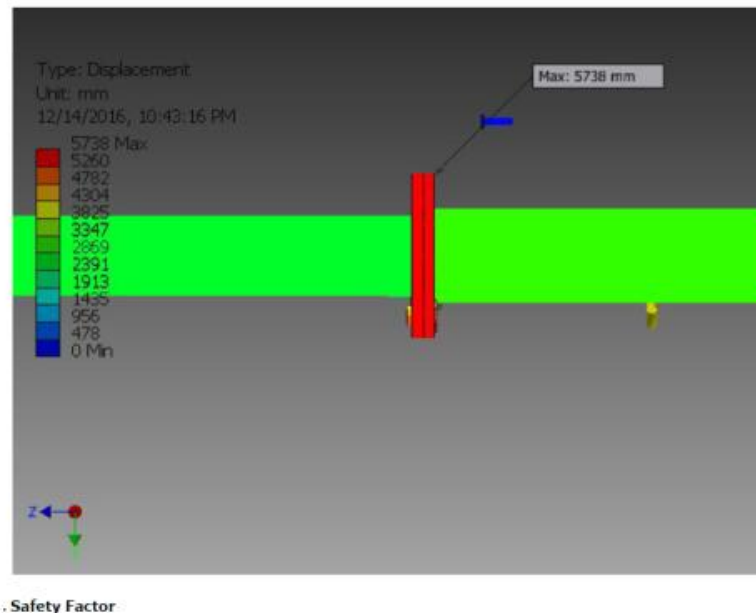 Type: Displacement
Unit: mm
12/14/2016, 10:43:16 PM
Max: 5738 mm
5738 Max
5260
4782
4304
3825
3347
2869
2391
1913
1435
956
478
0 Min
Z
. Safety Factor